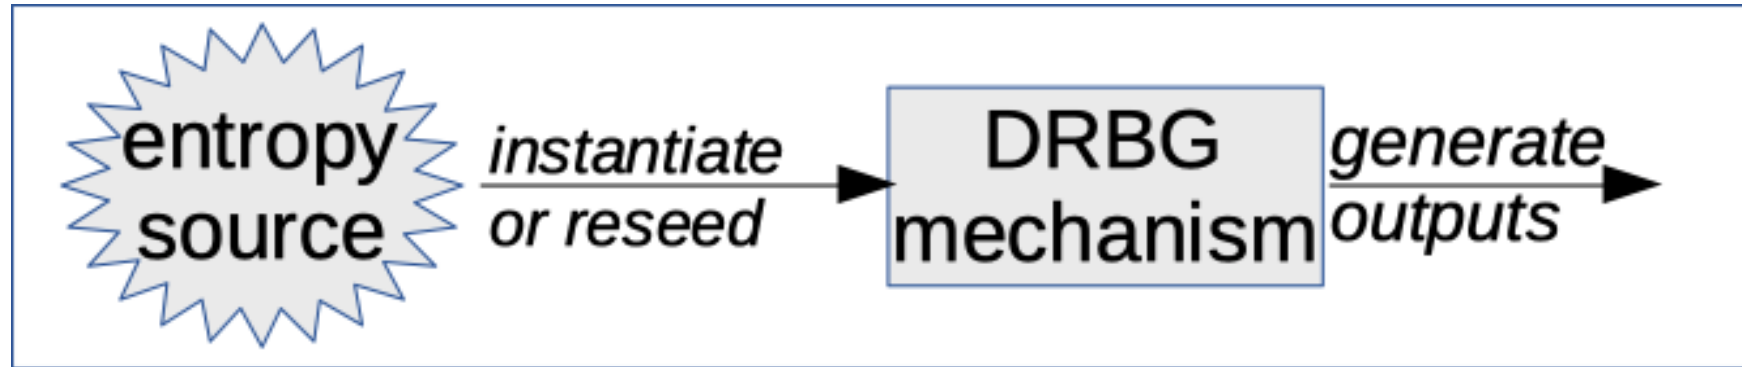 entropy
source
instantiate
or reseed
DRBG
mechanism
generate
outputs